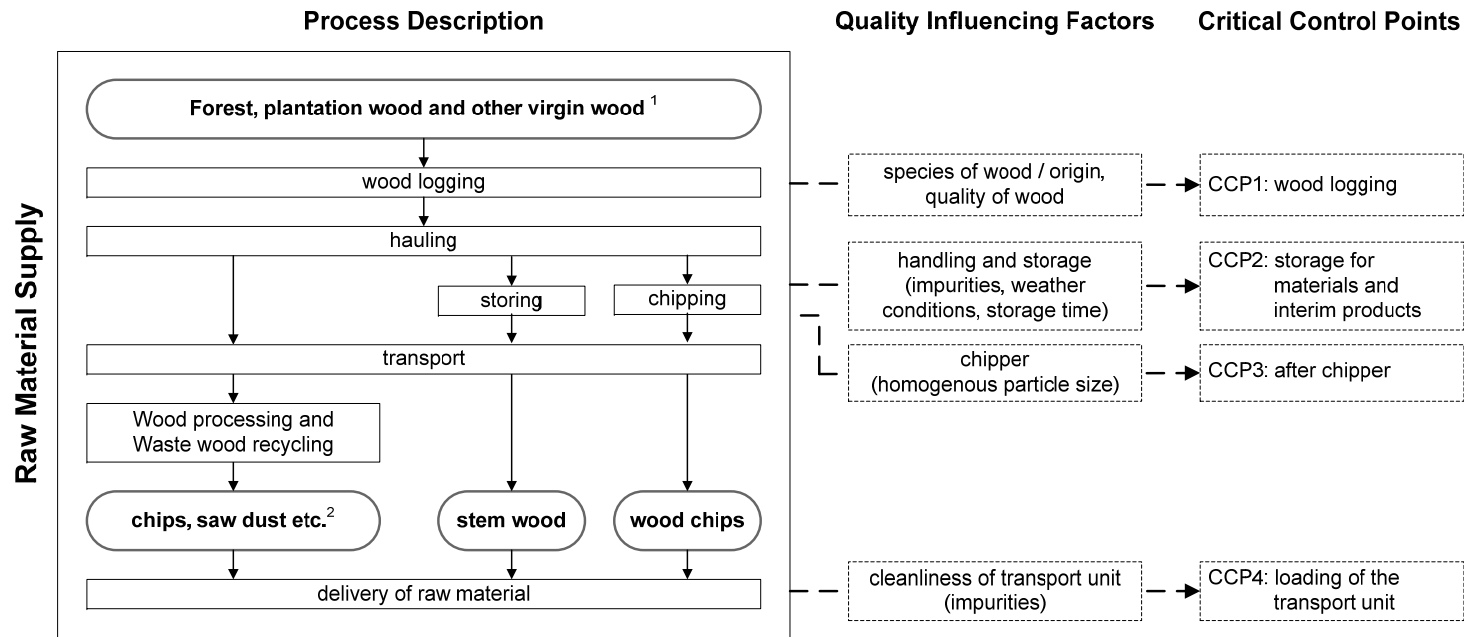 Process Description
Quality Influencing Factors
Critical Control Points
Raw Material Supply
Forest, plantation wood and other virgin wood 1
wood logging
species of wood / origin,
quality of wood
CCP1: wood logging
hauling
handling and storage
(impurities, weather
conditions, storage time)
CCP2: storage for
materials and
interim products
storing
chipping
transport
chipper
(homogenous particle size)
CCP3: after chipper
Wood processing and
Waste wood recycling
chips, saw dust etc.2
stem wood
wood chips
delivery of raw material
cleanliness of transport unit
(impurities)
CCP4: loading of the
transport unit